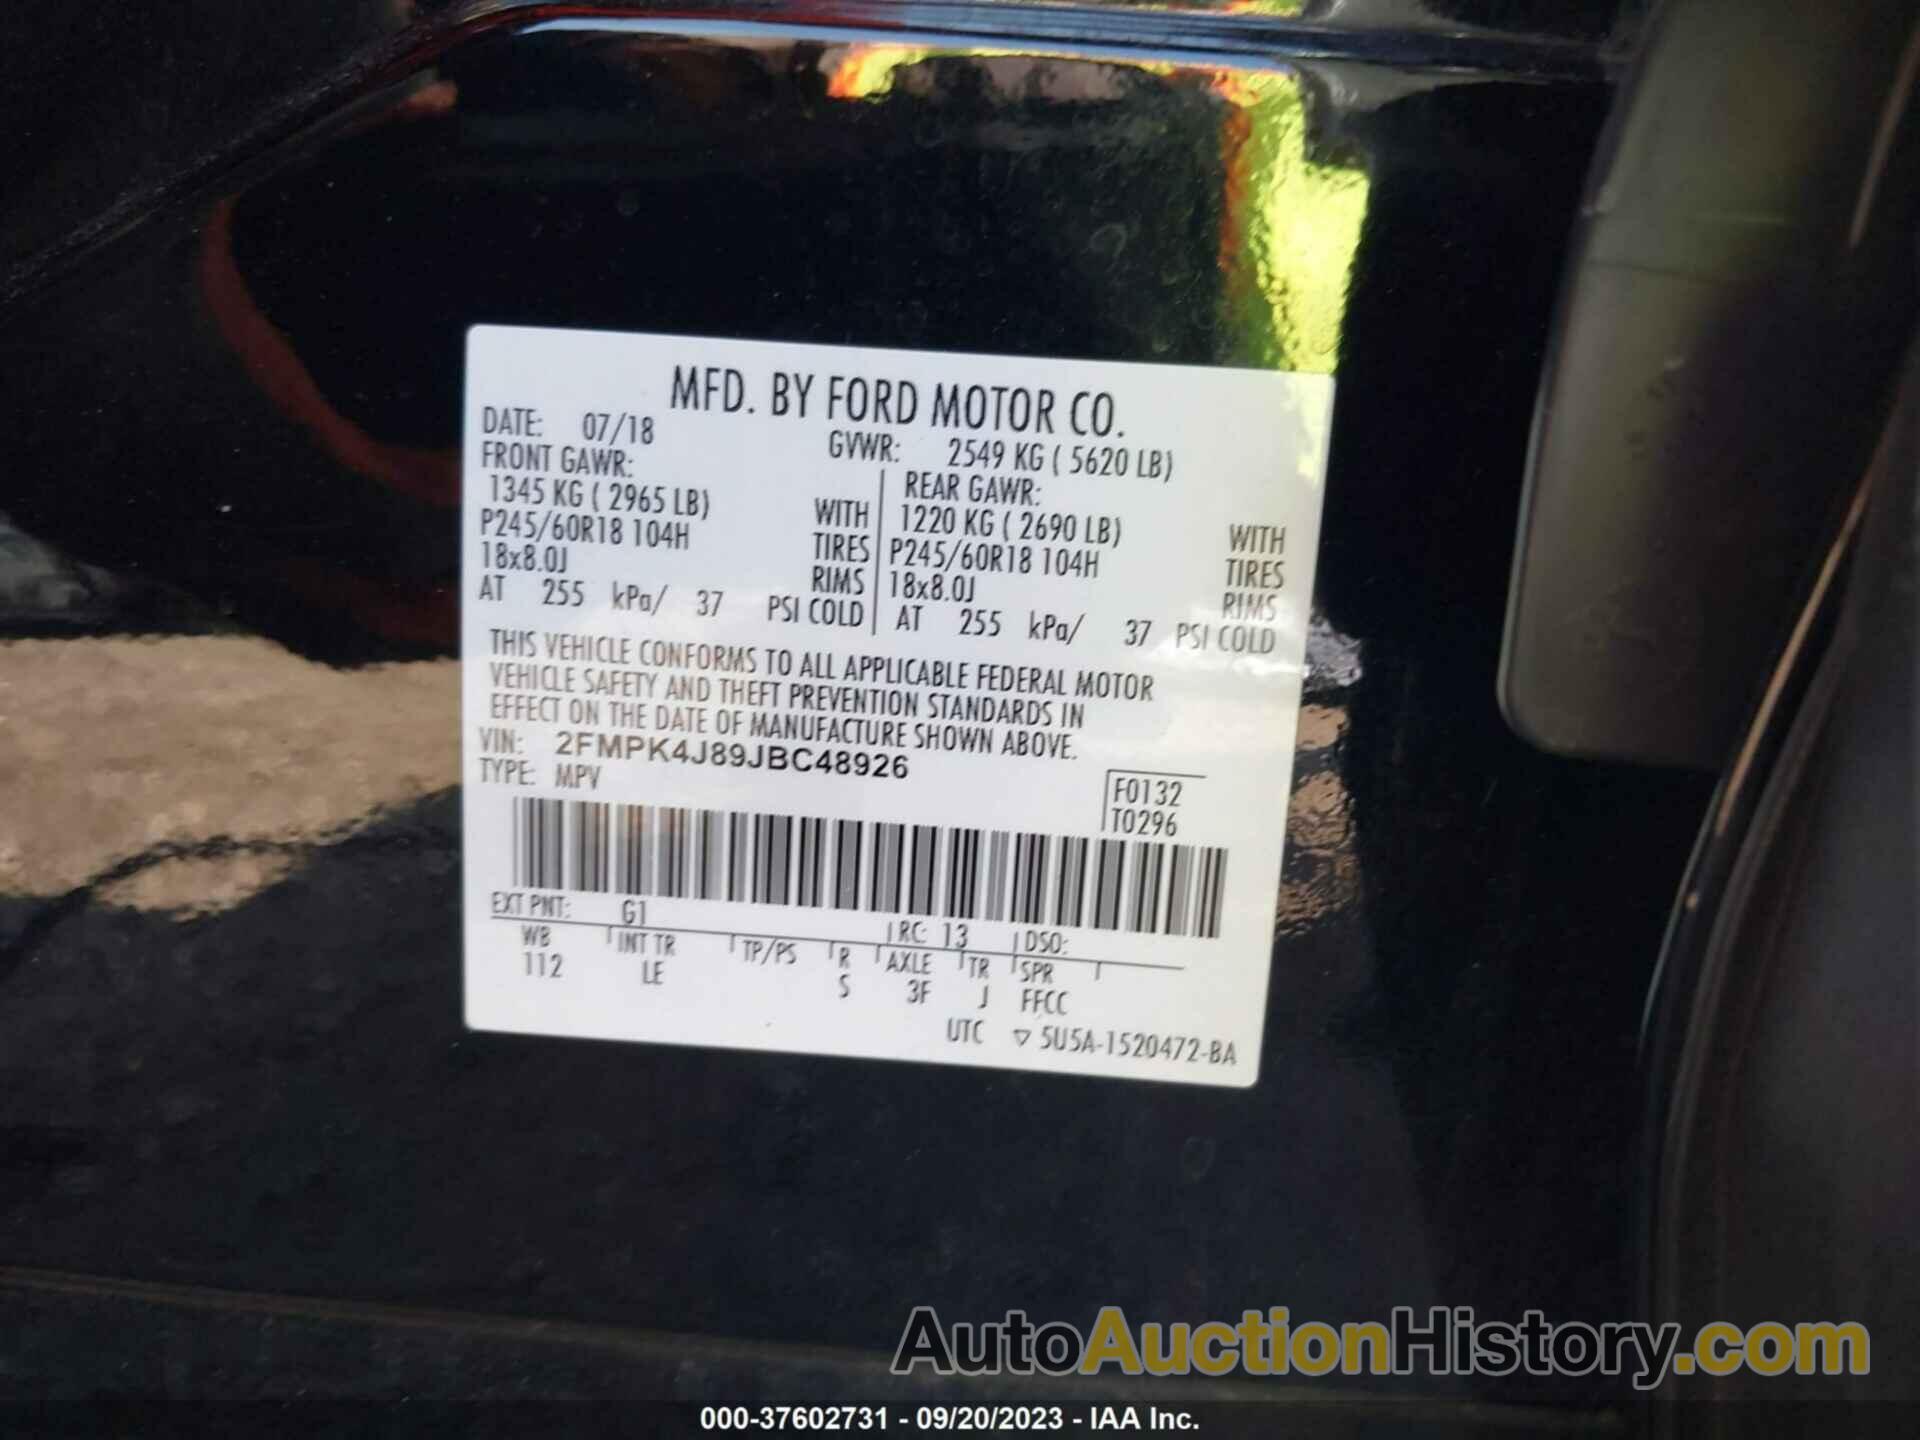 MFD. BY FORD MOTOR CO.
DATE: 07/18 GVWR: 2549 KG ( 5620 LB)
FRONT GAWR: REAR GAWR:
1345 KG ( 2965 LB) WITH 1220 KG ( 2690 LB) WITH
P245/60R18 104H TIRES P245/60R18 104H TIRES
18x8.0J RIMS 18x8.0J RIMS
AT 255 kPa/ 37 PSI COLD AT 255 kPa/ 37 PSI COLD
THIS VEHICLE CONFORMS TO ALL APPLICABLE FEDERAL MOTOR
VEHICLE SAFETY AND THEFT PREVENTION STANDARDS IN
EFFECT ON THE DATE OF MANUFACTURE SHOWN ABOVE.
VIN: 2FMPK4J89JBC48926
TYPE: MPV F0132
T0296
EXT PNT: G1 RC: 13 DSO:
WB INT TR TP/PS R AXLE TR SPR
112 LE S 3F J FFCC
UTC ▽ 5U5A-1520472-BA
AutoAuctionHistory.com
000-37602731 - 09/20/2023 - IAA Inc.